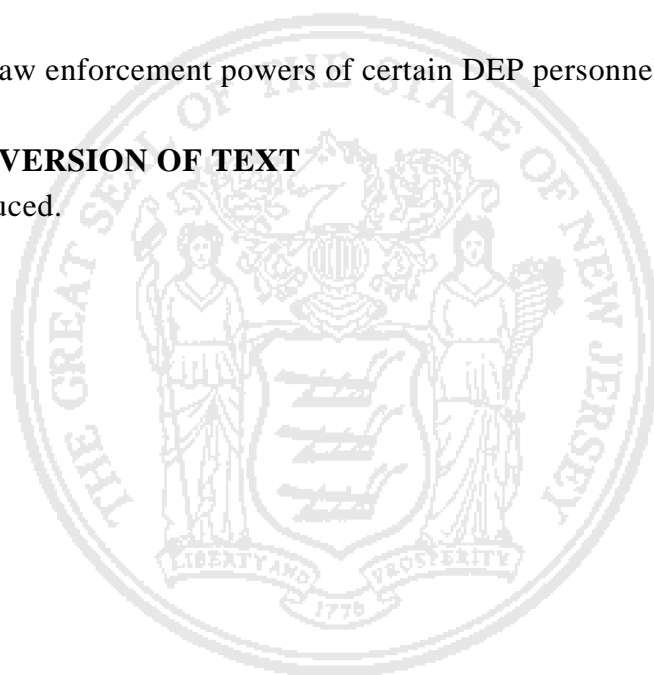 aw enforcement powers of certain DEP personne
VERSION OF TEXT
uced.
THE GREAT SEAL OF THE STATE OF NEW JERSEY
LIBERTY AND PROSPERITY
1776